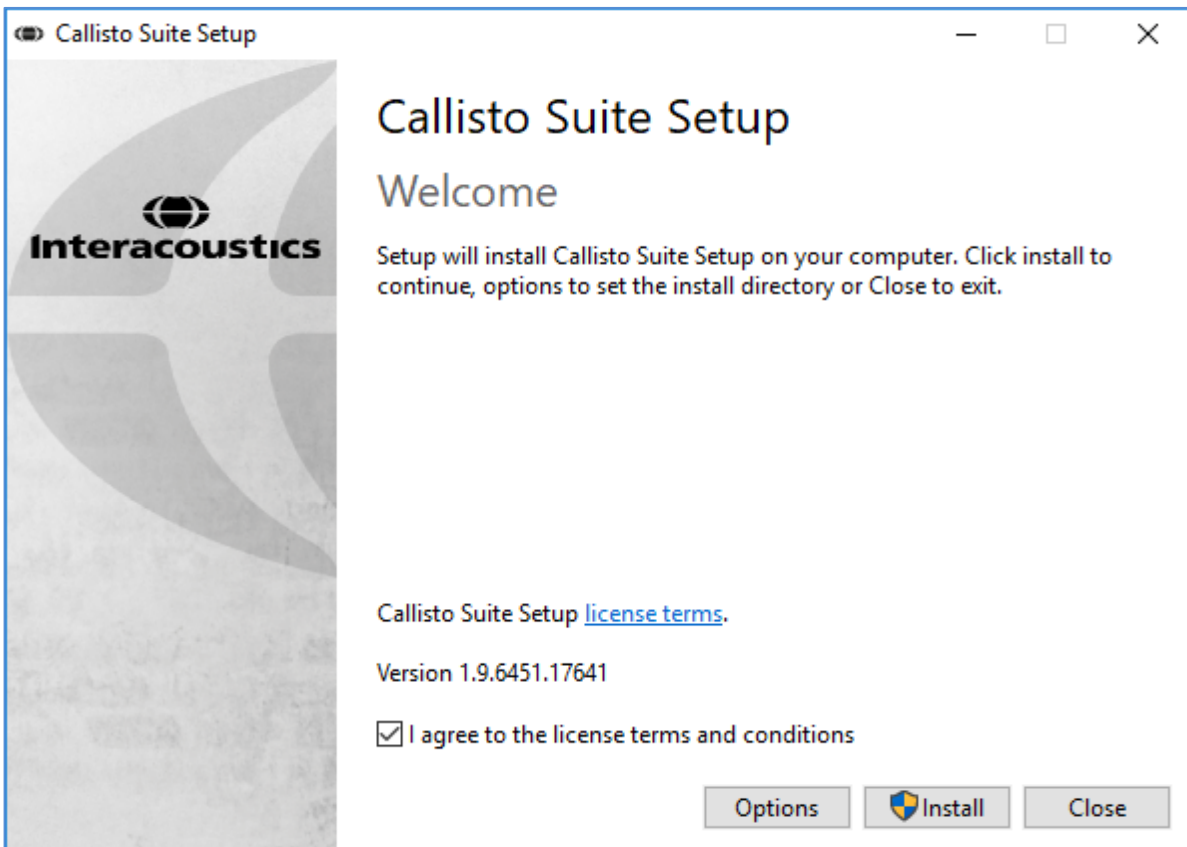 Callisto Suite Setup
Callisto Suite Setup
Interacoustics
Welcome
Setup will install Callisto Suite Setup on your computer. Click install to
continue, options to set the install directory or Close to exit.
Callisto Suite Setup license terms.
Version 1.9.6451.17641
I agree to the license terms and conditions
Options
Install
Close